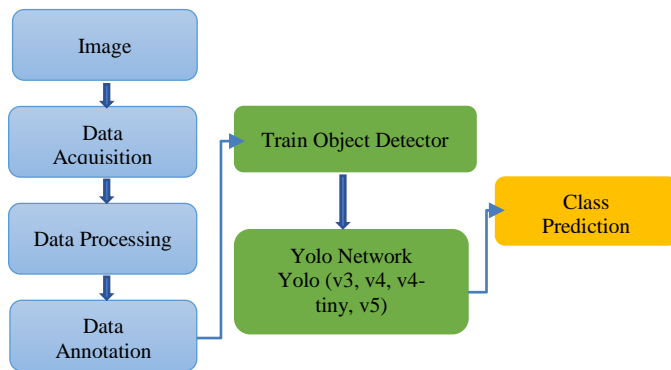 Image
Data
Acquisition
Data Processing
Data
Annotation
Train Object Detector
Yolo Network
Yolo (v3, v4, v4-
tiny, v5)
Class
Prediction